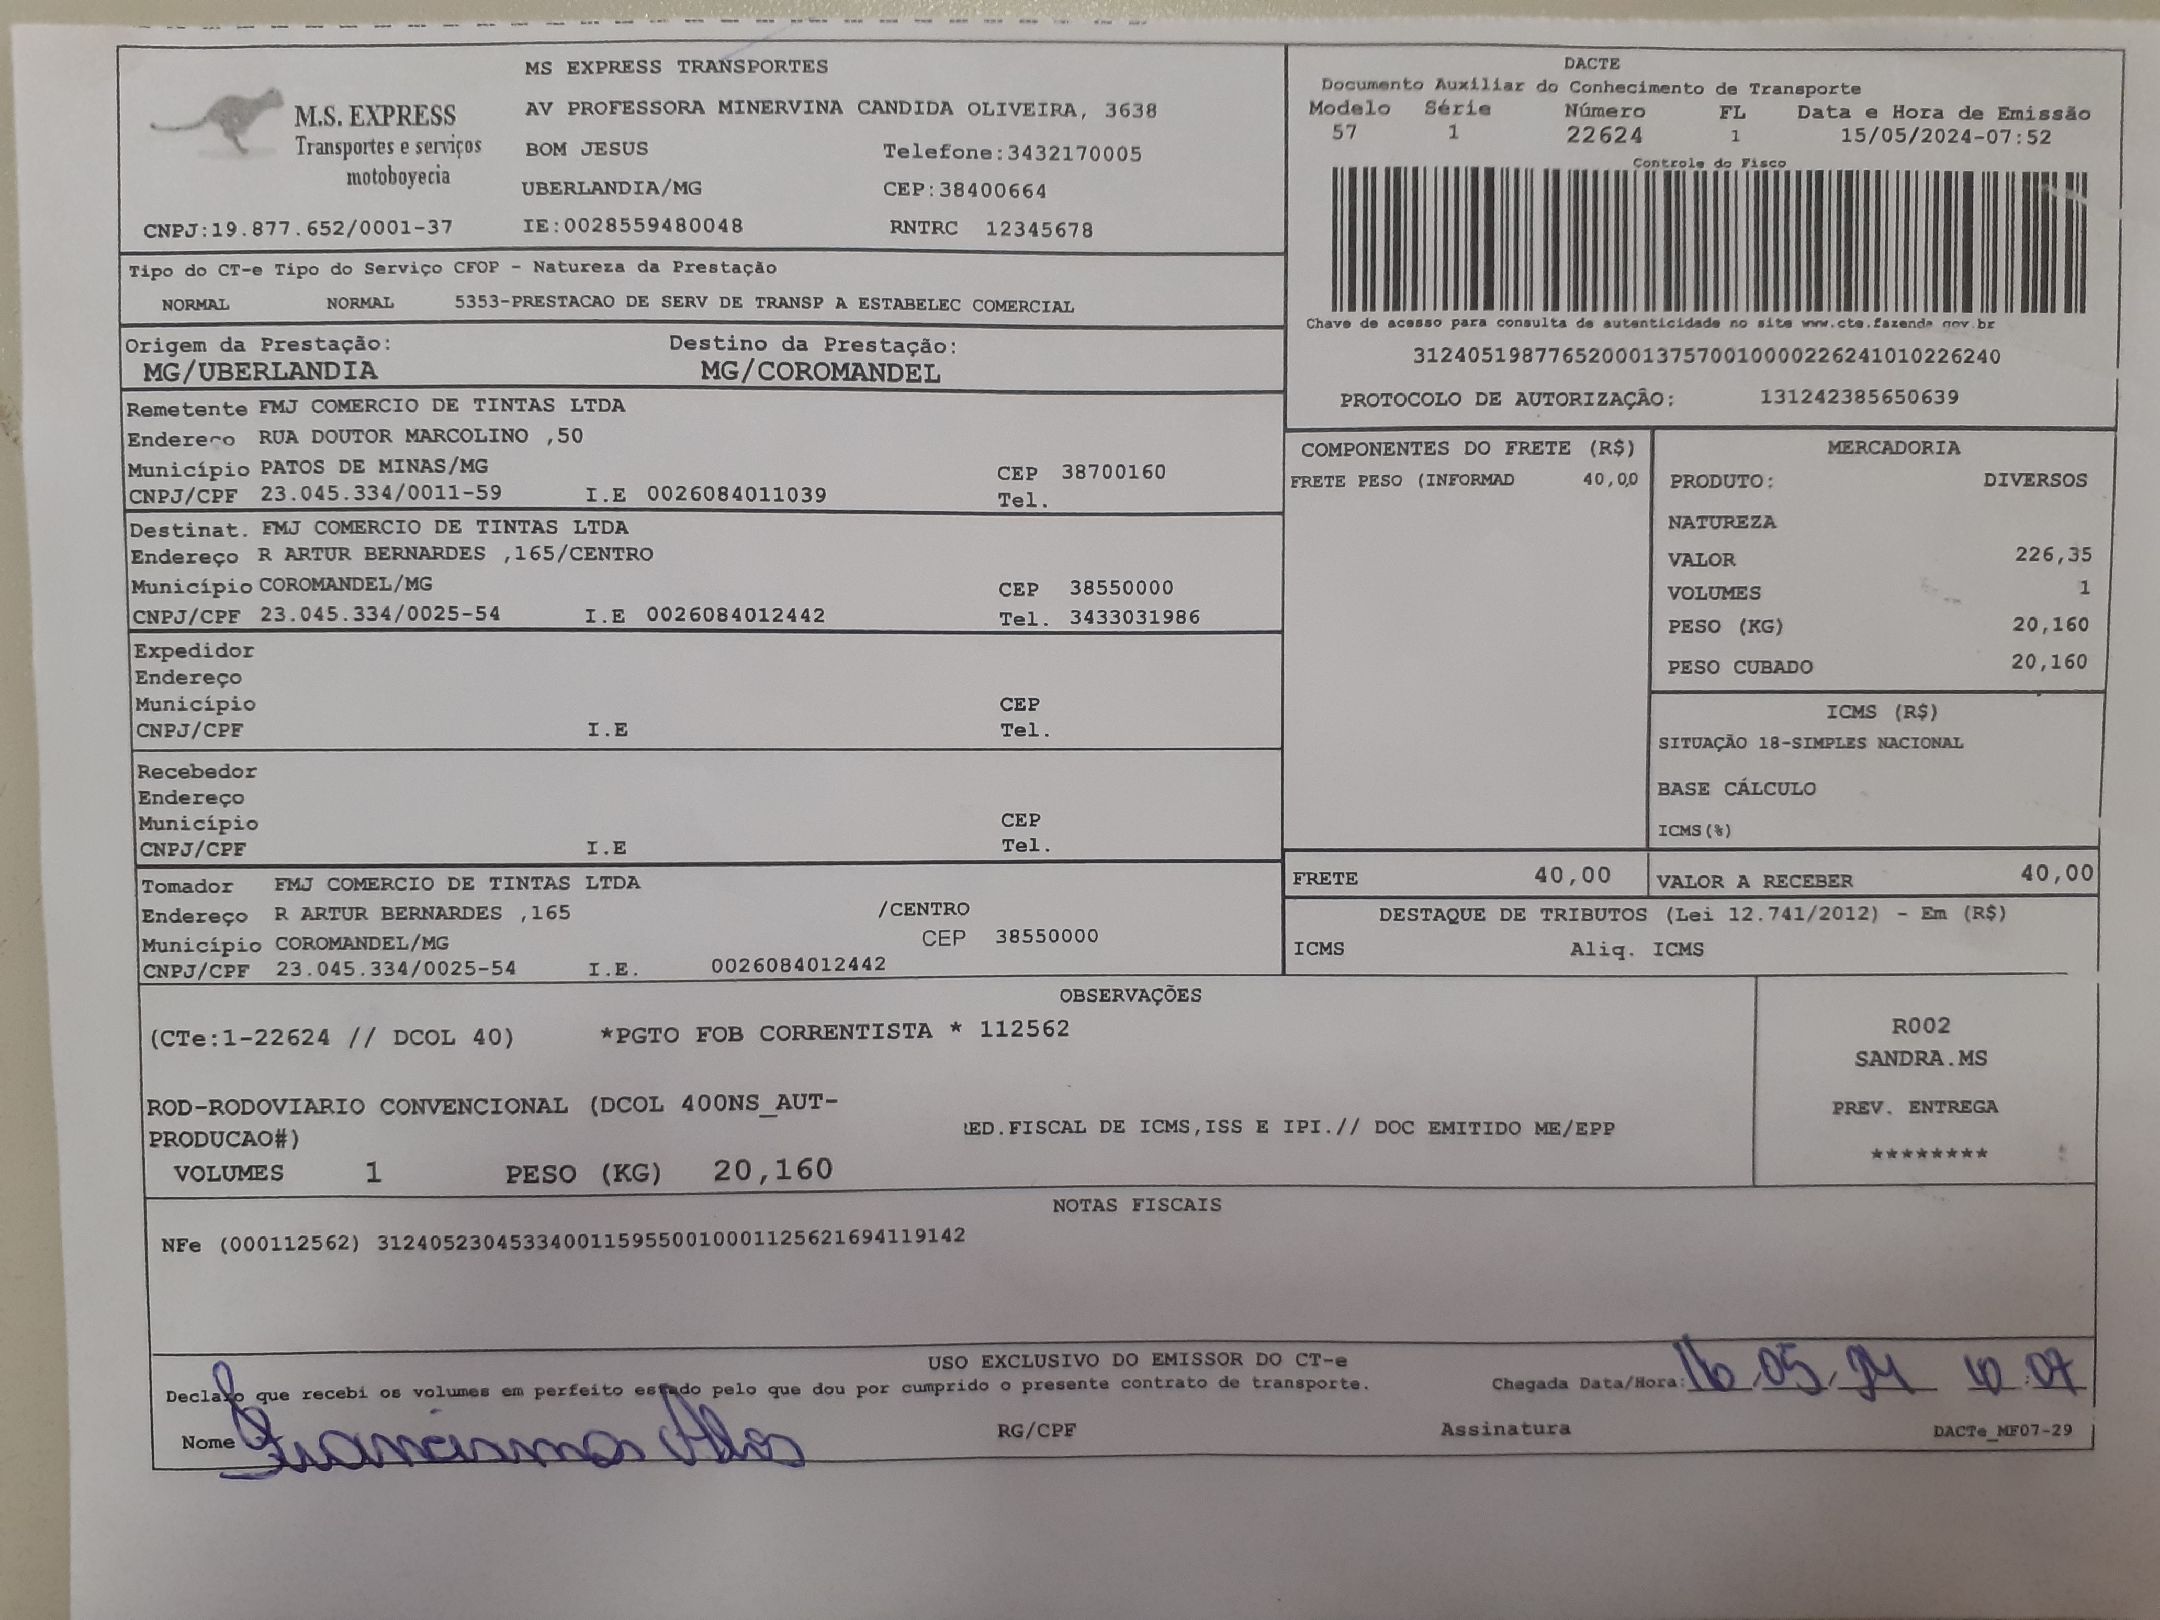 M.S. EXPRESS
Transportes e serviços
motoboyecia
CNPJ:19.877.652/0001-37
MS EXPRESS TRANSPORTES
AV PROFESSORA MINERVINA CANDIDA OLIVEIRA, 3638
BOM JESUS Telefone:3432170005
UBERLANDIA/MG CEP:38400664
IE:0028559480048 RNTRC 12345678
DACTE
Documento Auxiliar do Conhecimento de Transporte
Modelo Série Número FL Data e Hora de Emissão
57 1 22624 1 15/05/2024-07:52
Controle do Fisco
Chave de acesso para consulta de autenticidade no site www.cte.fazenda gov.br
31240519877652000137570010000226241010226240
PROTOCOLO DE AUTORIZAÇÃO: 131242385650639
Tipo do CT-e Tipo do Serviço CFOP - Natureza da Prestação
NORMAL NORMAL 5353-PRESTACAO DE SERV DE TRANSP A ESTABELEC COMERCIAL
Origem da Prestação: Destino da Prestação:
MG/UBERLANDIA MG/COROMANDEL
Remetente FMJ COMERCIO DE TINTAS LTDA
Endereço RUA DOUTOR MARCOLINO ,50
Município PATOS DE MINAS/MG CEP 38700160
CNPJ/CPF 23.045.334/0011-59 I.E 0026084011039 Tel.
Destinat. FMJ COMERCIO DE TINTAS LTDA
Endereço R ARTUR BERNARDES ,165/CENTRO
Município COROMANDEL/MG CEP 38550000
CNPJ/CPF 23.045.334/0025-54 I.E 0026084012442 Tel. 3433031986
Expedidor
Endereço
Município CEP
CNPJ/CPF I.E Tel.
Recebedor
Endereço
Município CEP
CNPJ/CPF I.E Tel.
Tomador FMJ COMERCIO DE TINTAS LTDA
Endereço R ARTUR BERNARDES ,165 /CENTRO
Município COROMANDEL/MG CEP 38550000
CNPJ/CPF 23.045.334/0025-54 I.E. 0026084012442
COMPONENTES DO FRETE (R$)
FRETE PESO (INFORMAD 40,00
MERCADORIA
PRODUTO: DIVERSOS
NATUREZA
VALOR 226,35
VOLUMES 1
PESO (KG) 20,160
PESO CUBADO 20,160
ICMS (R$)
SITUAÇÃO 18-SIMPLES NACIONAL
BASE CÁLCULO
ICMS(%)
FRETE 40,00 VALOR A RECEBER 40,00
DESTAQUE DE TRIBUTOS (Lei 12.741/2012) - Em (R$)
ICMS Aliq. ICMS
OBSERVAÇÕES
(CTe:1-22624 // DCOL 40) *PGTO FOB CORRENTISTA * 112562
ROD-RODOVIARIO CONVENCIONAL (DCOL 400NS_AUT-
PRODUCAO#) ED.FISCAL DE ICMS,ISS E IPI.// DOC EMITIDO ME/EPP
VOLUMES 1 PESO (KG) 20,160
R002
SANDRA.MS
PREV. ENTREGA
********
NOTAS FISCAIS
NFe (000112562) 31240523045334001159550010001125621694119142
USO EXCLUSIVO DO EMISSOR DO CT-e
Declaro que recebi os volumes em perfeito estado pelo que dou por cumprido o presente contrato de transporte. Chegada Data/Hora: 16 05 24 10:07
Nome RG/CPF Assinatura DACTe_MF07-29